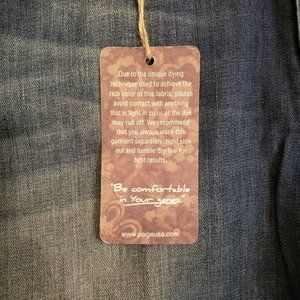 Due to the unique dying
technique used to achieve the
rich color of this fabric, please
avoid contact with anything
that is light in color as the dye
may rub off. We recommend
that you always wash this
garment separately, right side
out and tumble dry low for
best results.
"Be comfortable
in Your genes."
www.paigeusa.com